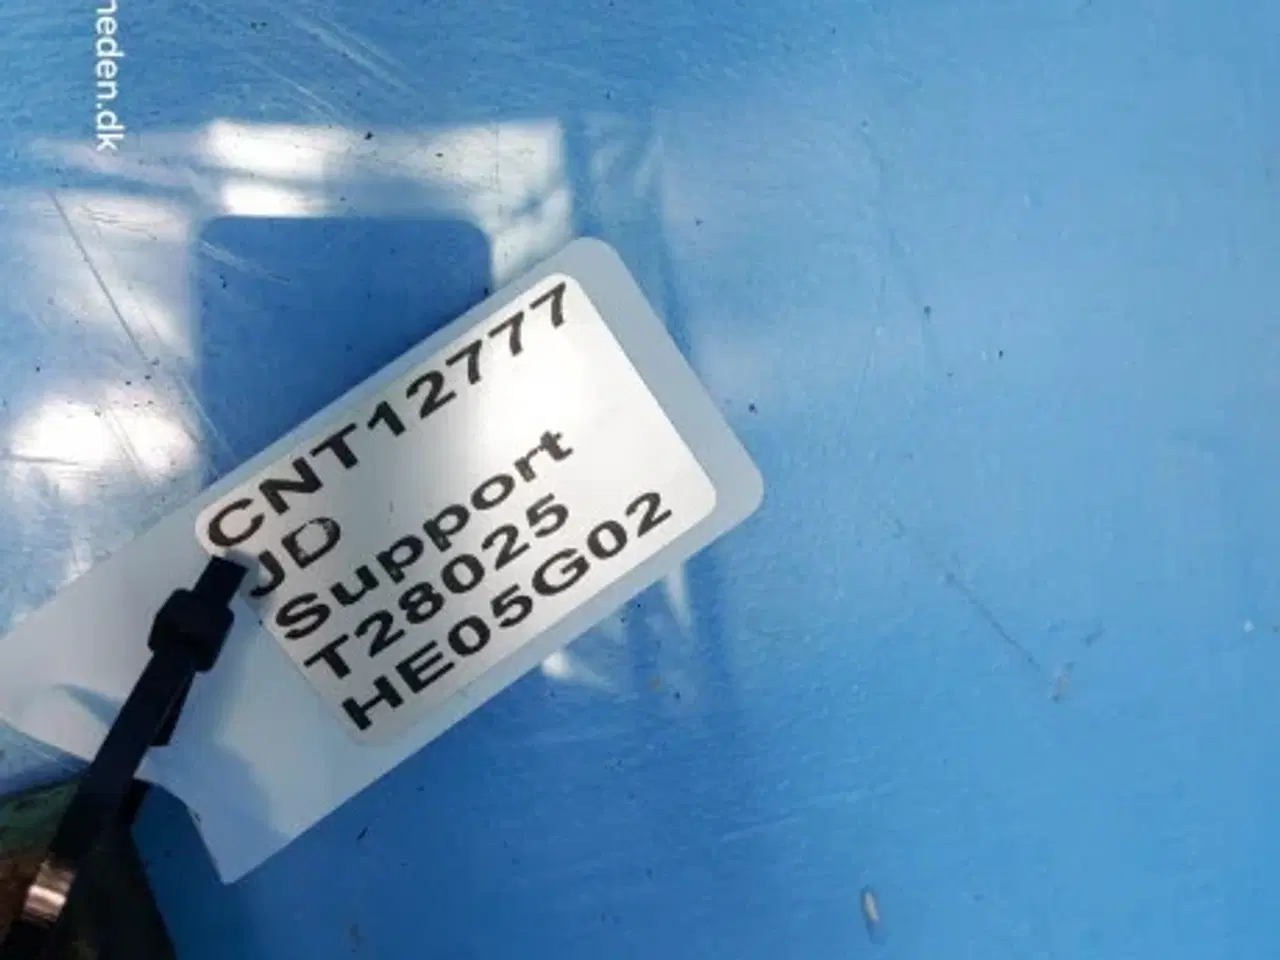 neden.dk
CNT12777
JD
Support
T28025
HE05G02